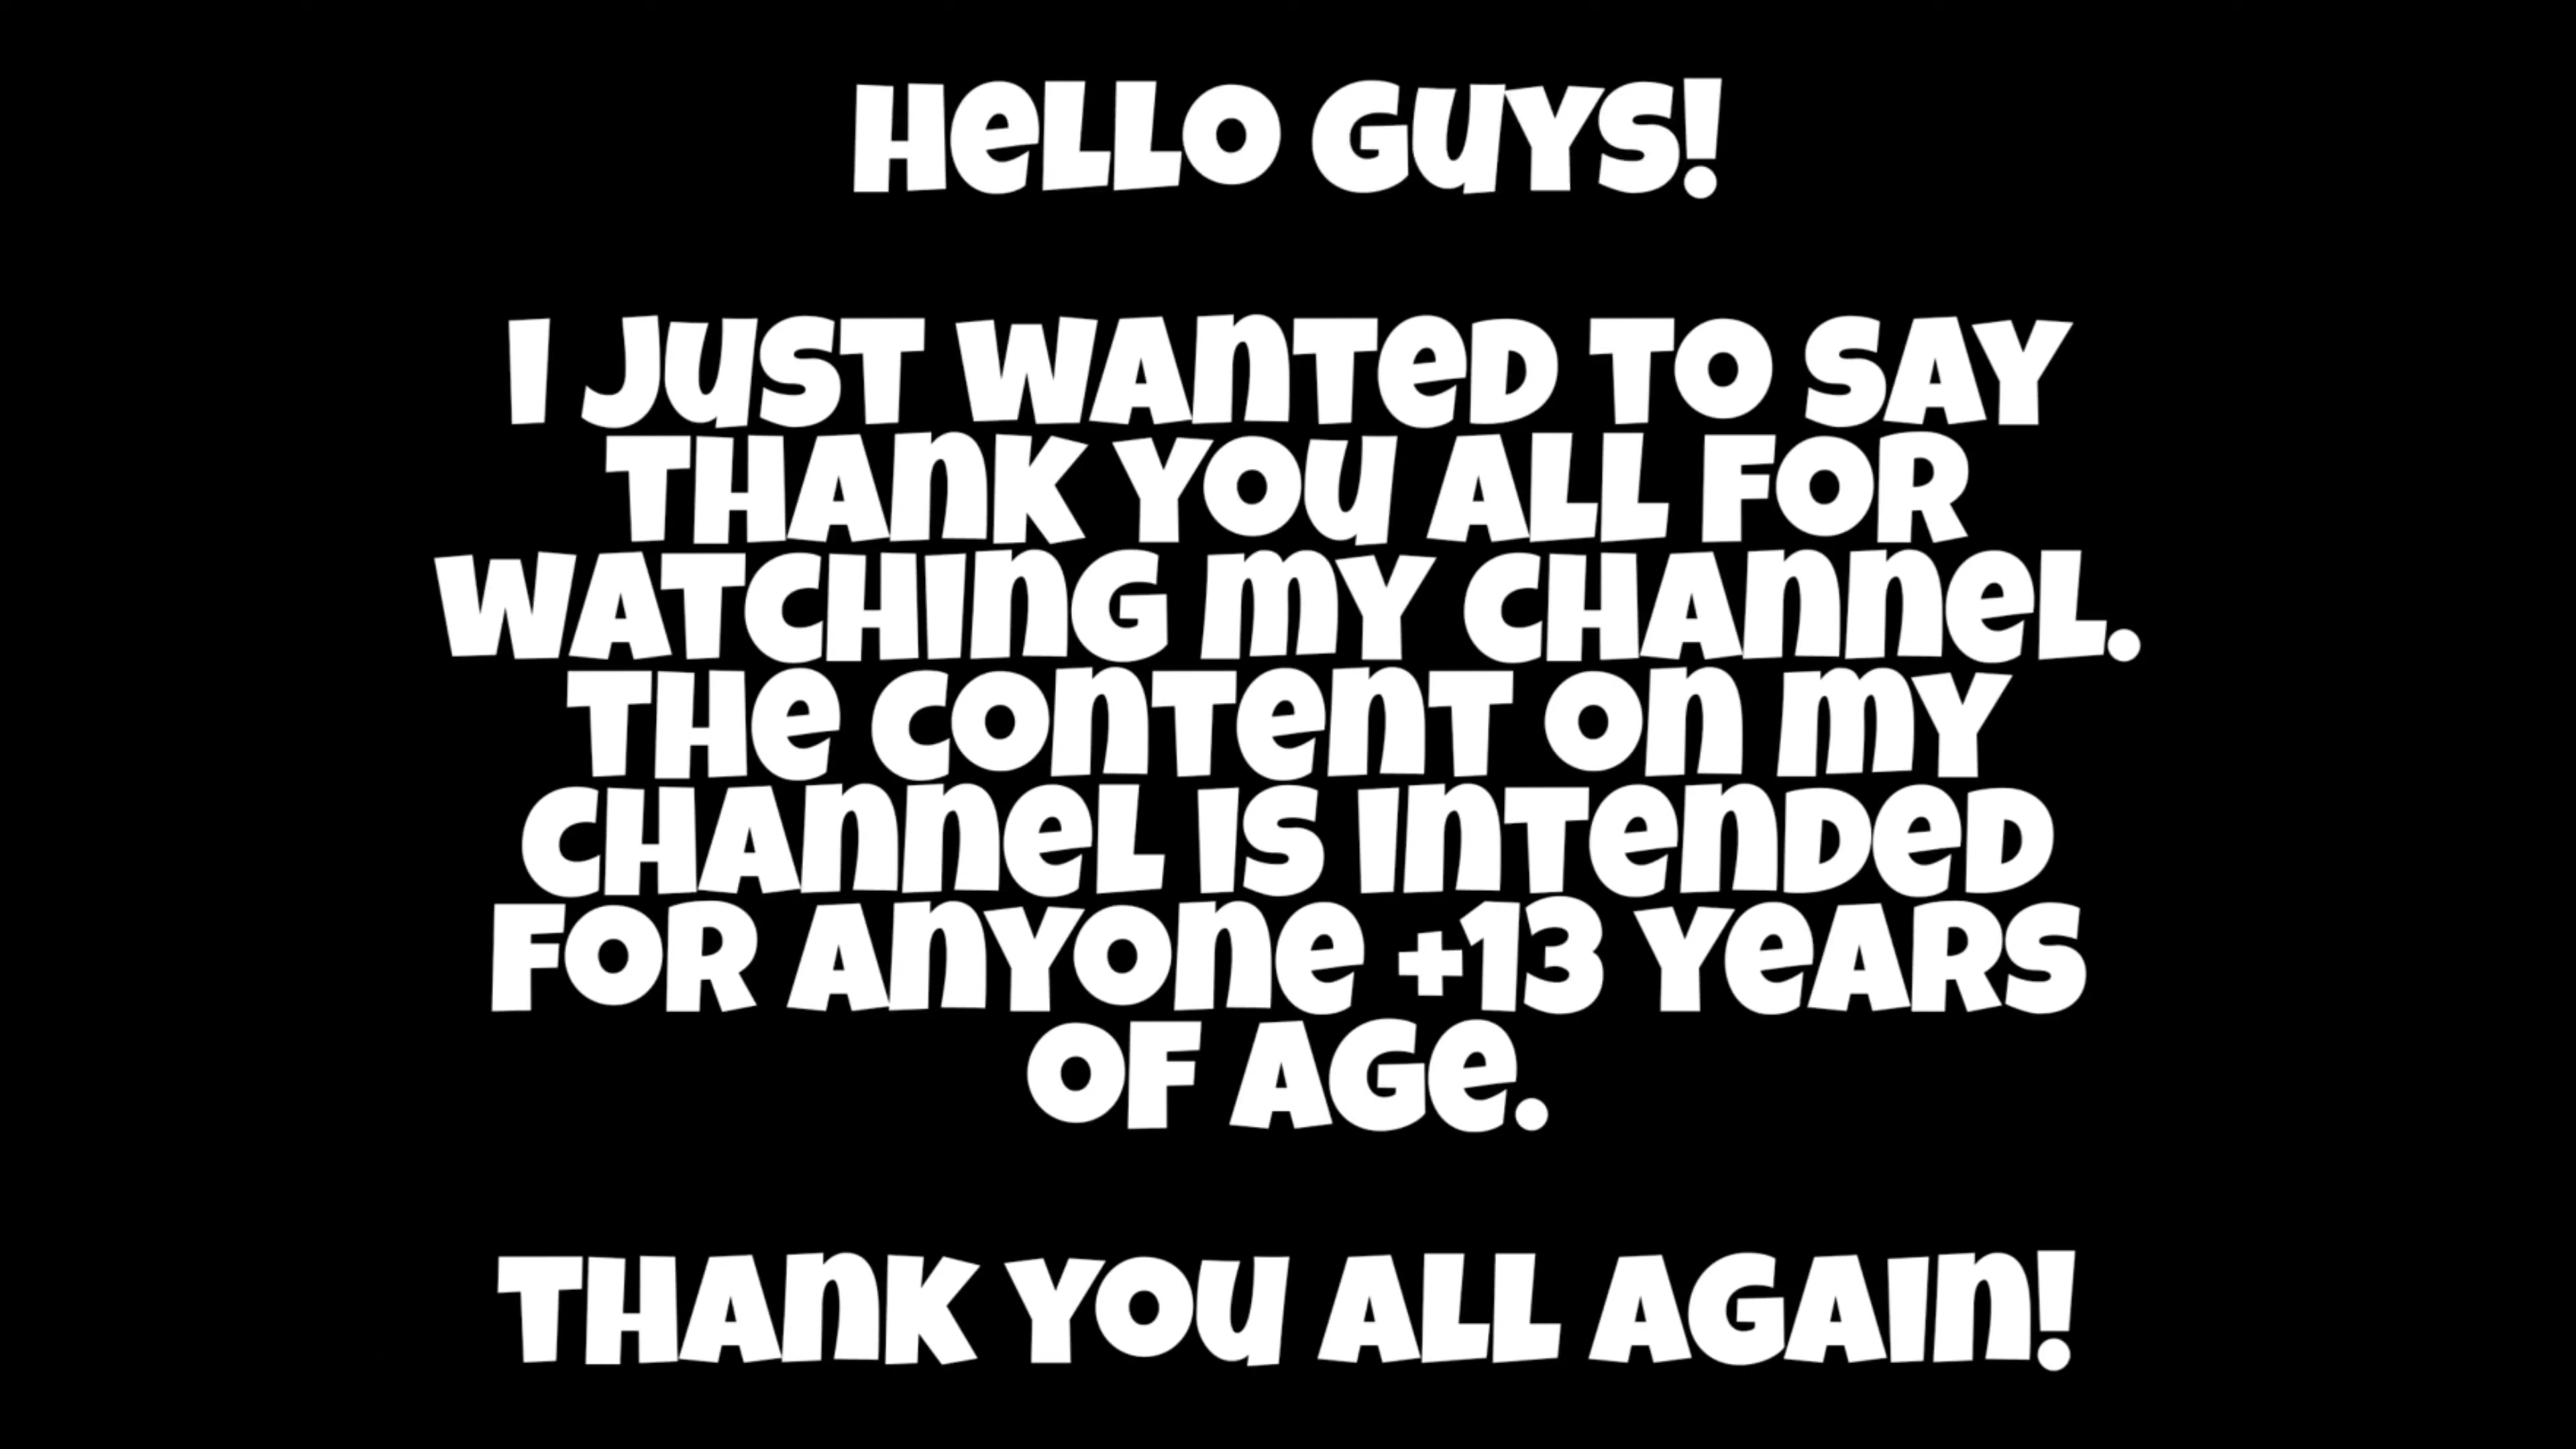 Hello Guys!
I just wanted to say
thank you all for
watching my channel.
The content on my
channel is intended
for anyone +13 years
of age.
Thank you all again!